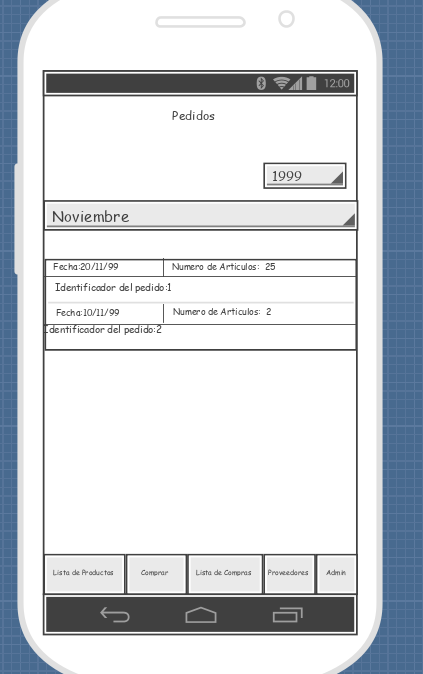 12:00
Pedidos
1999
Noviembre
Fecha:20/11/99 Numero de Articulos: 25
Identificador del pedido:1
Fecha:10/11/99 Numero de Articulos: 2
Identificador del pedido:2
Lista de Productos Comprar Lista de Compras Proveedores Admin